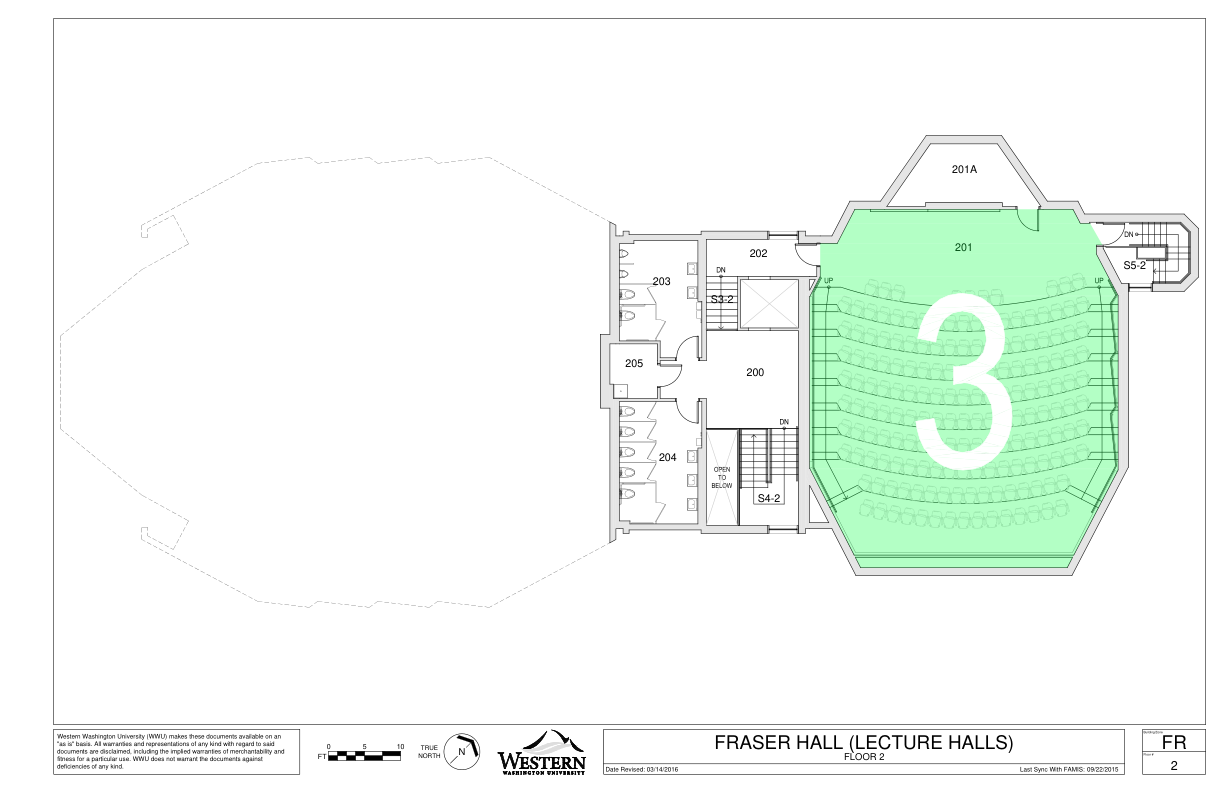 201A
201
202
203
DN
DN
S5-2
UP
UP
S3-2
3
205
200
DN
204
OPEN
TO
BELOW
S4-2
Western Washington University (WWU) makes these documents available on an
"as is" basis. All warranties and representations of any kind with regard to said
documents are disclaimed, including the implied warranties of merchantability and
fitness for a particular use. WWU does not warrant the documents against
deficiencies of any kind.
0 5 10
FT
TRUE
NORTH
N
WESTERN
WASHINGTON UNIVERSITY
FRASER HALL (LECTURE HALLS)
FLOOR 2
Date Revised: 03/14/2016
Last Sync With FAMIS: 09/22/2015
FR
2